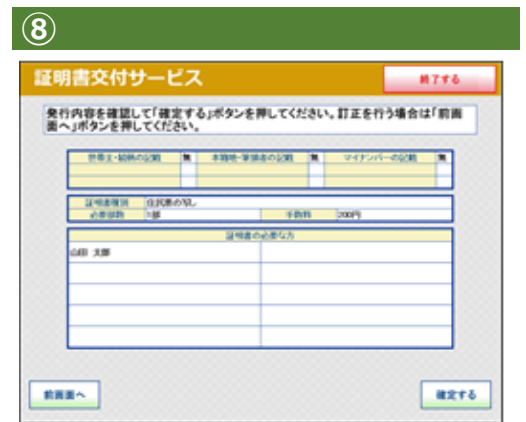 ⑧
証明書交付サービス
終了する
発行内容を確認して「確定する」ボタンを押してください。訂正を行う場合は「前画
面へ」ボタンを押してください。
世帯主・続柄の記載 無 本籍地・筆頭者の記載 無 マイナンバーの記載 無
証明書種別 住民票の写し
必要部数 1部 手数料 200円
証明書の必要な方
山田 太郎
前画面へ
確定する